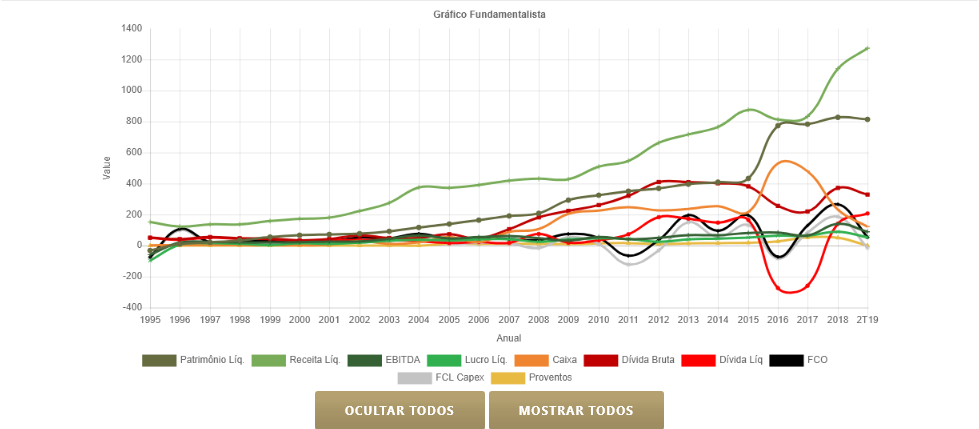 Gráfico Fundamentalista
1400
1200
1000
800
600
400
200
0
-200
-400
Value
1995 1996 1997 1998 1999 2000 2001 2002 2003 2004 2005 2006 2007 2008 2009 2010 2011 2012 2013 2014 2015 2016 2017 2018 2T19
Anual
Patrimônio Líq. Receita Líq. EBITDA Lucro Líq. Caixa Dívida Bruta Dívida Líq FCO
FCL Capex Proventos
OCULTAR TODOS MOSTRAR TODOS